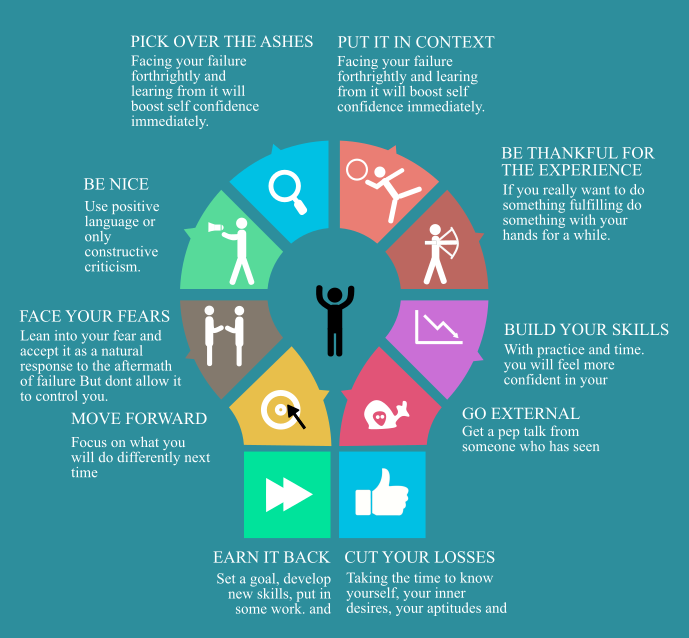 PICK OVER THE ASHES
Facing your failure
forthrightly and
learing from it will
boost self confidence
immediately.
PUT IT IN CONTEXT
Facing your failure
forthrightly and learing
from it will boost self
confidence immediately.
BE THANKFUL FOR
THE EXPERIENCE
If you really want to do
something fulfilling do
something with your
hands for a while.
BE NICE
Use positive
language or
only
constructive
criticism.
FACE YOUR FEARS
Lean into your fear and
accept it as a natural
response to the aftermath
of failure But dont allow it
to control you.
BUILD YOUR SKILLS
With practice and time.
you will feel more
confident in your
MOVE FORWARD
Focus on what you
will do differently next
time
GO EXTERNAL
Get a pep talk from
someone who has seen
EARN IT BACK
Set a goal, develop
new skills, put in
some work. and
CUT YOUR LOSSES
Taking the time to know
yourself, your inner
desires, your aptitudes and